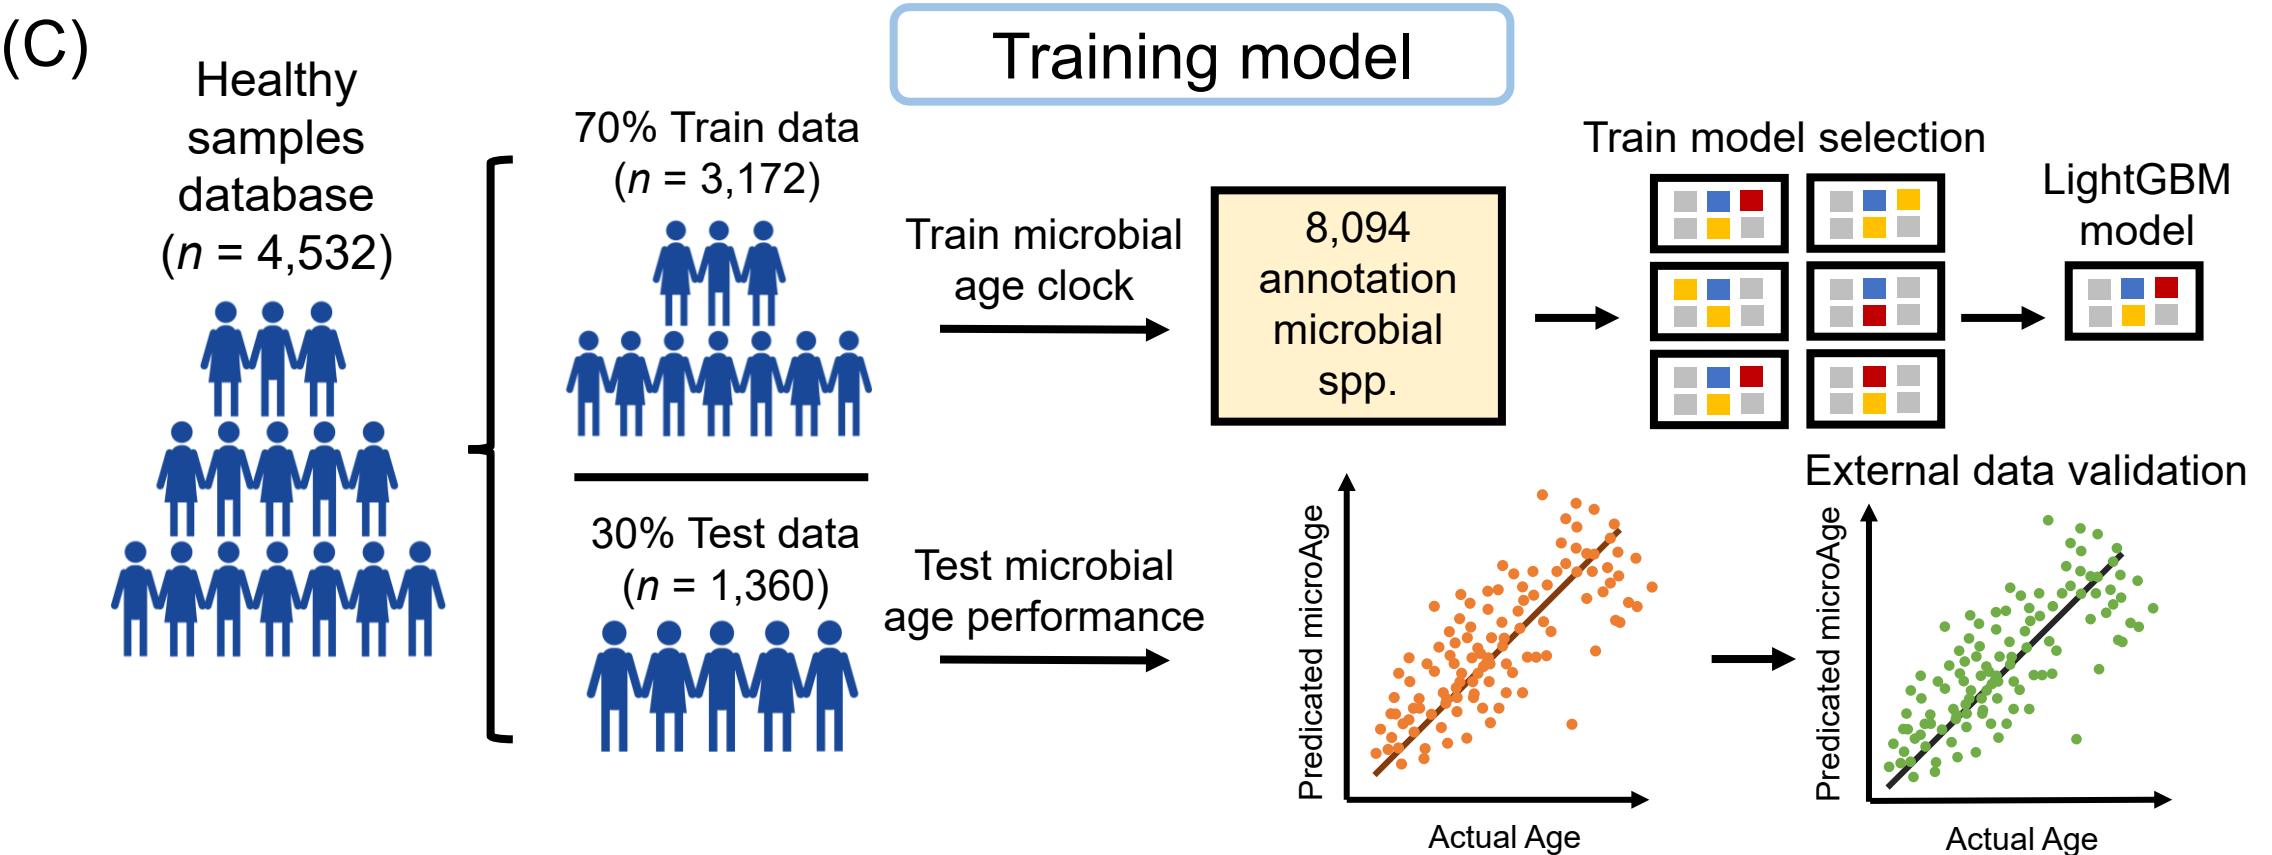 (C)
Training model
Healthy
samples
database
(n = 4,532)
70% Train data
(n = 3,172)
30% Test data
(n = 1,360)
Train microbial
age clock
Test microbial
age performance
8,094
annotation
microbial
spp.
Train model selection
LightGBM
model
Predicated microAge
Actual Age
External data validation
Predicated microAge
Actual Age